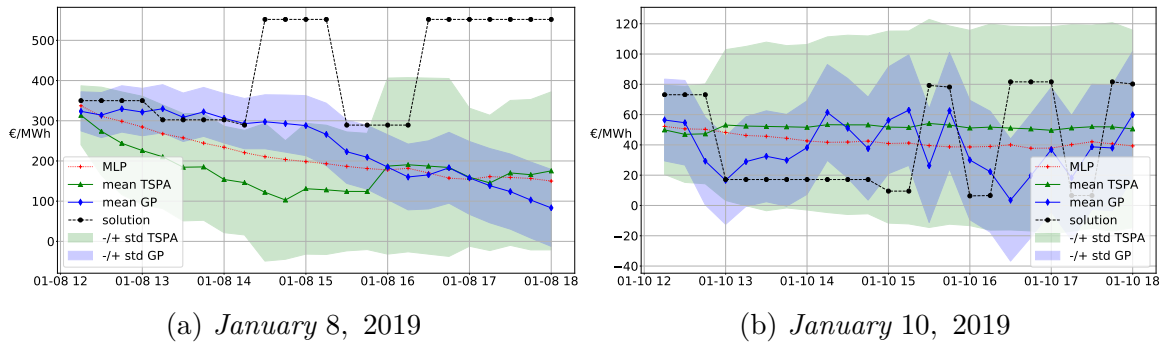 500
400
300
€/MWh
200
100
0
MLP
mean TSPA
mean GP
solution
-/+ std TSPA
-/+ std GP
01-08 12 01-08 13 01-08 14 01-08 15 01-08 16 01-08 17 01-08 18
(a) January 8, 2019
120
100
80
60
€/MWh
40
20
0
−20
−40
MLP
mean TSPA
mean GP
solution
-/+ std TSPA
-/+ std GP
01-10 12 01-10 13 01-10 14 01-10 15 01-10 16 01-10 17 01-10 18
(b) January 10, 2019